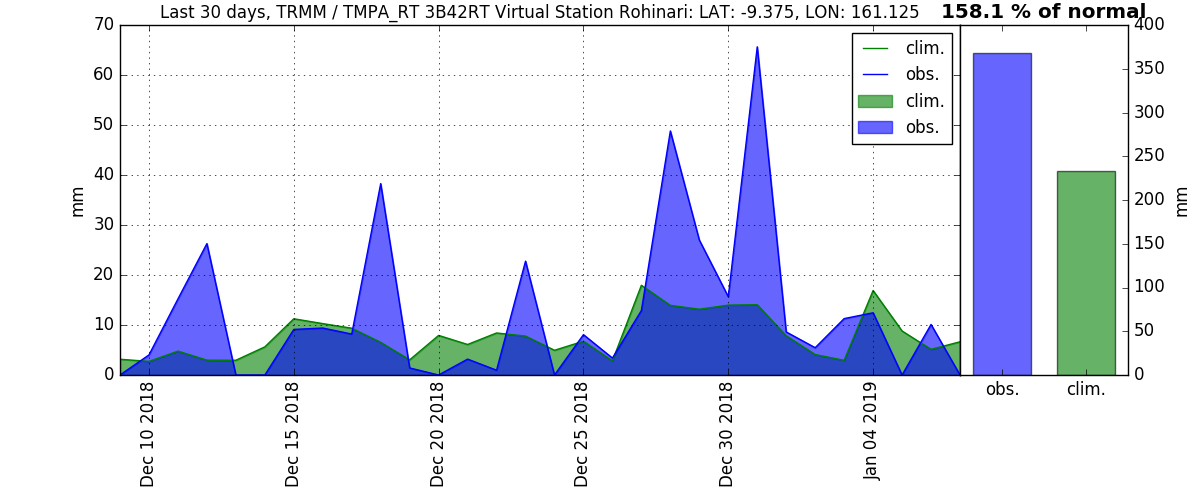 Last 30 days, TRMM / TMPA_RT 3B42RT Virtual Station Rohinari: LAT: -9.375, LON: 161.125
158.1 % of normal
70
60
50
40
30
20
10
0
mm
clim.
obs.
clim.
obs.
400
350
300
250
200
150
100
50
0
mm
Dec 10 2018
Dec 15 2018
Dec 20 2018
Dec 25 2018
Dec 30 2018
Jan 04 2019
obs.
clim.